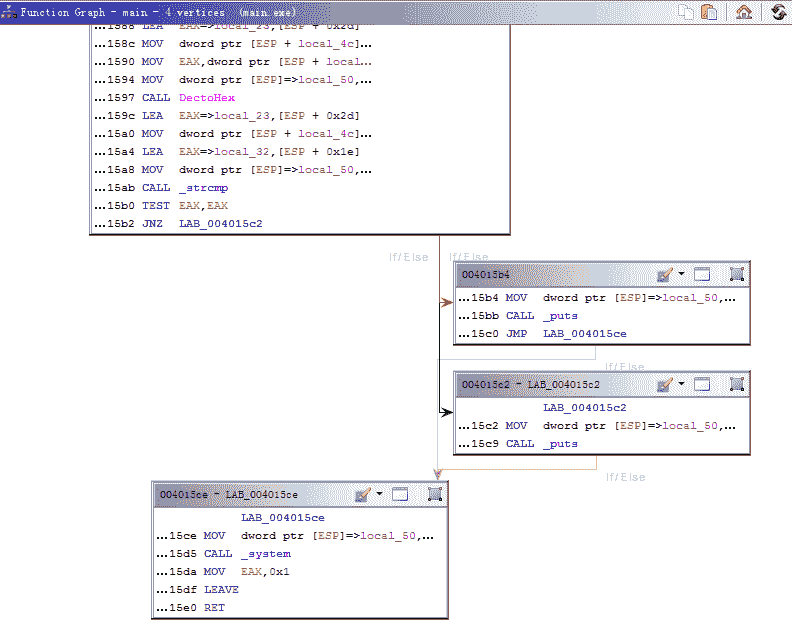 Function Graph - main - 4 vertices  (main.exe)
...1588 LEA EAX=>local_23,[ESP + 0x2d]
...158c MOV dword ptr [ESP + local_4c]...
...1590 MOV EAX,dword ptr [ESP + local...
...1594 MOV dword ptr [ESP]=>local_50,...
...1597 CALL DectoHex
...159c LEA EAX=>local_23,[ESP + 0x2d]
...15a0 MOV dword ptr [ESP + local_4c]...
...15a4 LEA EAX=>local_32,[ESP + 0x1e]
...15a8 MOV dword ptr [ESP]=>local_50,...
...15ab CALL _strcmp
...15b0 TEST EAX,EAX
...15b2 JNZ LAB_004015c2
If/Else If/Else
004015b4
...15b4 MOV dword ptr [ESP]=>local_50,...
...15bb CALL _puts
...15c0 JMP LAB_004015ce
If/Else
004015c2 - LAB_004015c2
LAB_004015c2
...15c2 MOV dword ptr [ESP]=>local_50,...
...15c9 CALL _puts
If/Else
004015ce - LAB_004015ce
LAB_004015ce
...15ce MOV dword ptr [ESP]=>local_50,...
...15d5 CALL _system
...15da MOV EAX,0x1
...15df LEAVE
...15e0 RET